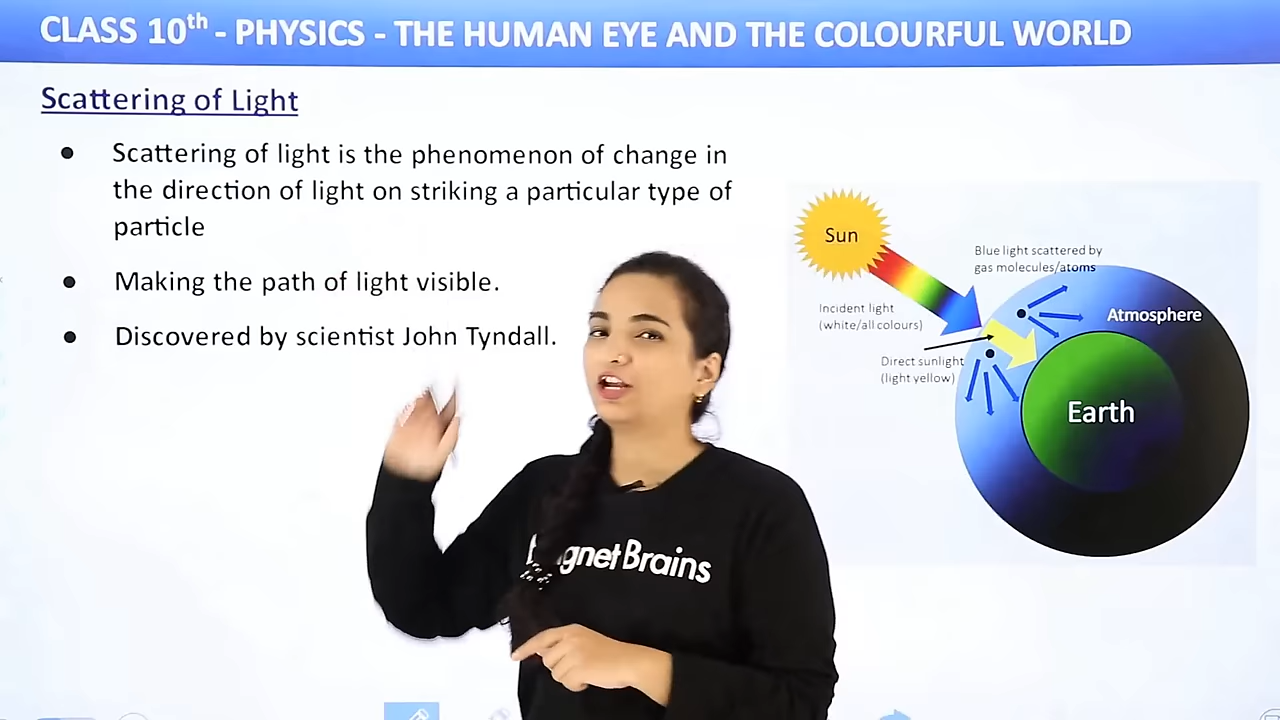 CLASS 10th - PHYSICS - THE HUMAN EYE AND THE COLOURFUL WORLD
Scattering of Light
● Scattering of light is the phenomenon of change in
the direction of light on striking a particular type of
particle
● Making the path of light visible.
● Discovered by scientist John Tyndall.
Sun
Blue light scattered by
gas molecules/atoms
Incident light
(white/all colours)
Atmosphere
Direct sunlight
(light yellow)
Earth
gnetBrains